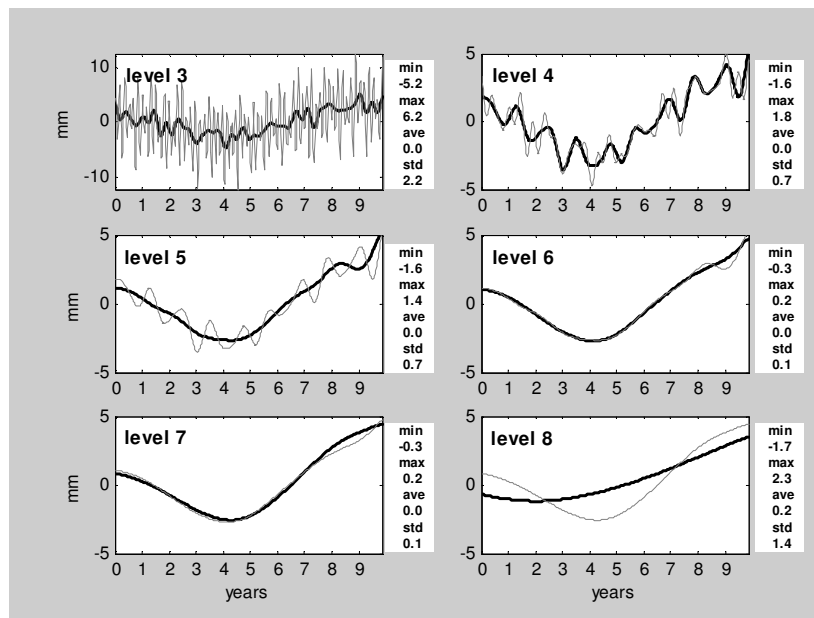 level 3
10
0
-10
mm
0 1 2 3 4 5 6 7 8 9
min
-5.2
max
6.2
ave
0.0
std
2.2
level 4
5
0
-5
0 1 2 3 4 5 6 7 8 9
min
-1.6
max
1.8
ave
0.0
std
0.7
level 5
5
0
-5
mm
0 1 2 3 4 5 6 7 8 9
min
-1.6
max
1.4
ave
0.0
std
0.7
level 6
5
0
-5
0 1 2 3 4 5 6 7 8 9
min
-0.3
max
0.2
ave
0.0
std
0.1
level 7
5
0
-5
mm
0 1 2 3 4 5 6 7 8 9
years
min
-0.3
max
0.2
ave
0.0
std
0.1
level 8
5
0
-5
0 1 2 3 4 5 6 7 8 9
years
min
-1.7
max
2.3
ave
0.2
std
1.4